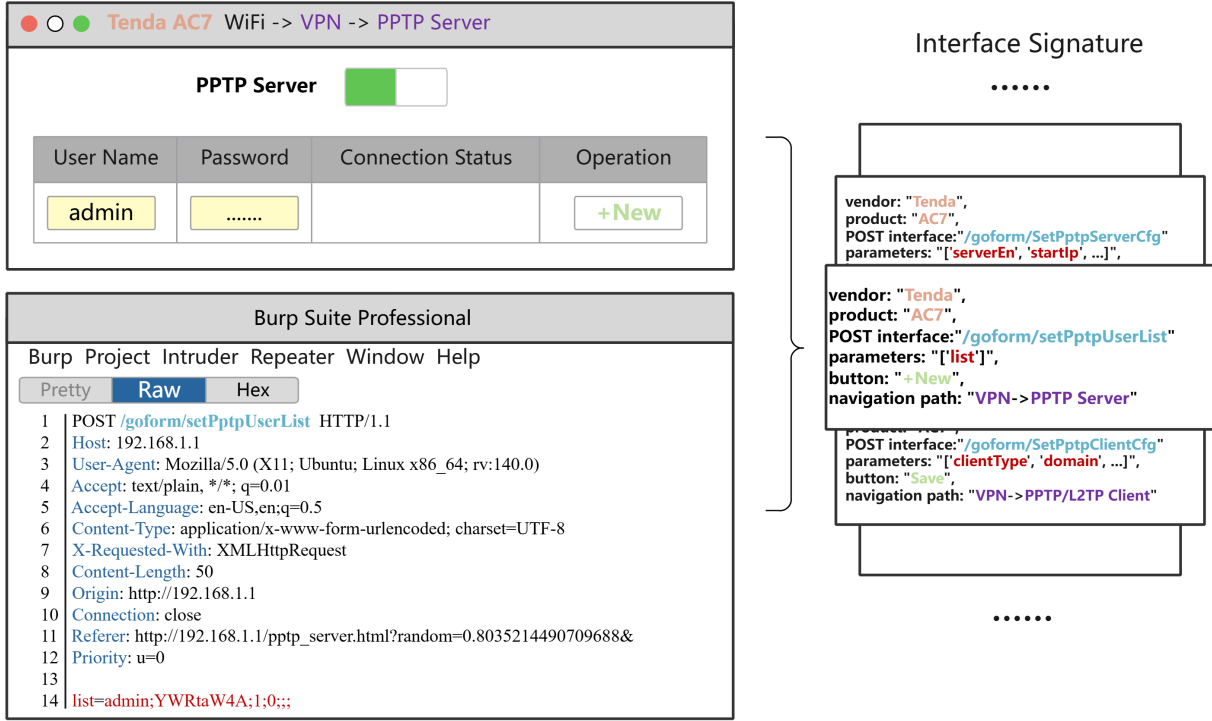 Tenda AC7 WiFi -> VPN -> PPTP Server
PPTP Server
User Name Password Connection Status Operation
admin ....... +New
Burp Suite Professional
Burp Project Intruder Repeater Window Help
Pretty Raw Hex
1 POST /goform/setPptpUserList HTTP/1.1
2 Host: 192.168.1.1
3 User-Agent: Mozilla/5.0 (X11; Ubuntu; Linux x86_64; rv:140.0)
4 Accept: text/plain, */*; q=0.01
5 Accept-Language: en-US,en;q=0.5
6 Content-Type: application/x-www-form-urlencoded; charset=UTF-8
7 X-Requested-With: XMLHttpRequest
8 Content-Length: 50
9 Origin: http://192.168.1.1
10 Connection: close
11 Referer: http://192.168.1.1/pptp_server.html?random=0.8035214490709688&
12 Priority: u=0
13
14 list=admin;YWRtaW4A;1;0;;;
Interface Signature
......
vendor: "Tenda",
product: "AC7",
POST interface:"/goform/SetPptpServerCfg"
parameters: "['serverEn', 'startIp', ...]",
vendor: "Tenda",
product: "AC7",
POST interface:"/goform/setPptpUserList"
parameters: "['list']",
button: "+New",
navigation path: "VPN->PPTP Server"
product: "AC7",
POST interface:"/goform/SetPptpClientCfg"
parameters: "['clientType', 'domain', ...]",
button: "Save",
navigation path: "VPN->PPTP/L2TP Client"
......